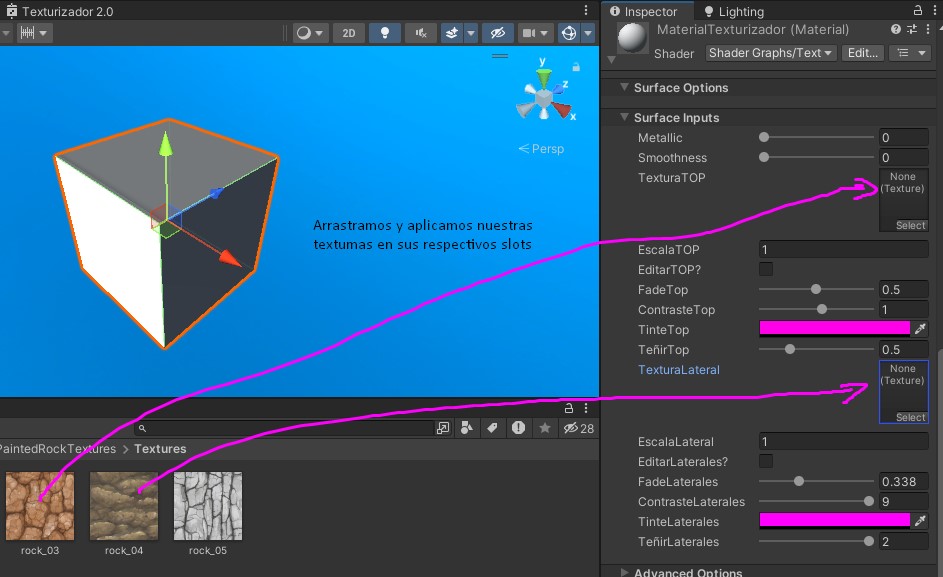 Texturizador 2.0
Inspector
Lighting
MaterialTexturizador (Material)
Shader
Shader Graphs/Text
Edit...
2D
y
z
x
Persp
Arrastramos y aplicamos nuestras
textumas en sus respectivos slots
Surface Options
Surface Inputs
Metallic
0
Smoothness
0
TexturaTOP
None
(Texture)
Select
EscalaTOP
1
EditarTOP?
FadeTop
0.5
ContrasteTop
1
TinteTop
TeñirTop
0.5
TexturaLateral
None
(Texture)
Select
EscalaLateral
1
EditarLaterales?
FadeLaterales
0.338
ContrasteLaterales
9
TinteLaterales
TeñirLaterales
2
Advanced Options
28
PaintedRockTextures > Textures
rock_03
rock_04
rock_05